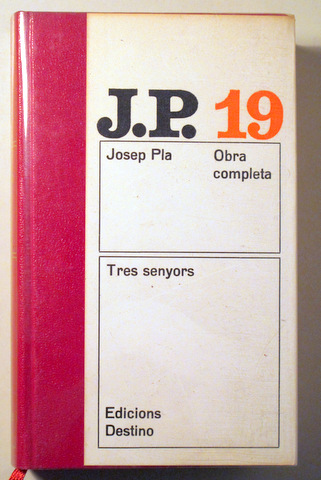 J.P. 19
Josep Pla
Obra
completa
Tres senyors
Edicions
Destino